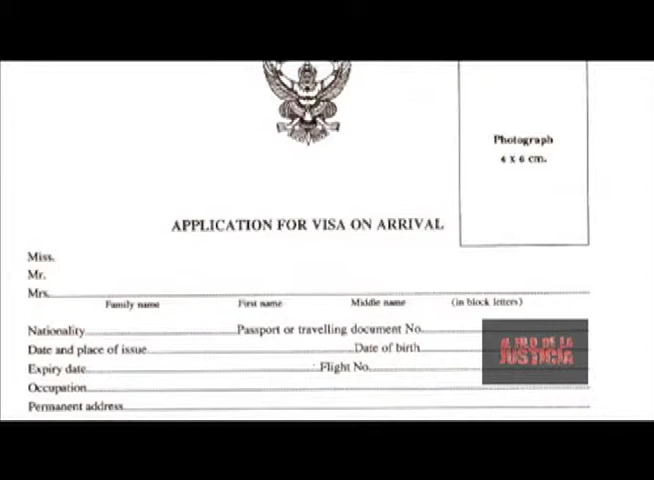 Photograph
4 x 6 cm.
APPLICATION FOR VISA ON ARRIVAL
Miss.
Mr.
Mrs.
Family name First name Middle name (in block letters)
Nationality Passport or travelling document No.
Date and place of issue Date of birth
AL FILO DE LA
JUSTICIA
Expiry date Flight No.
Occupation
Permanent address